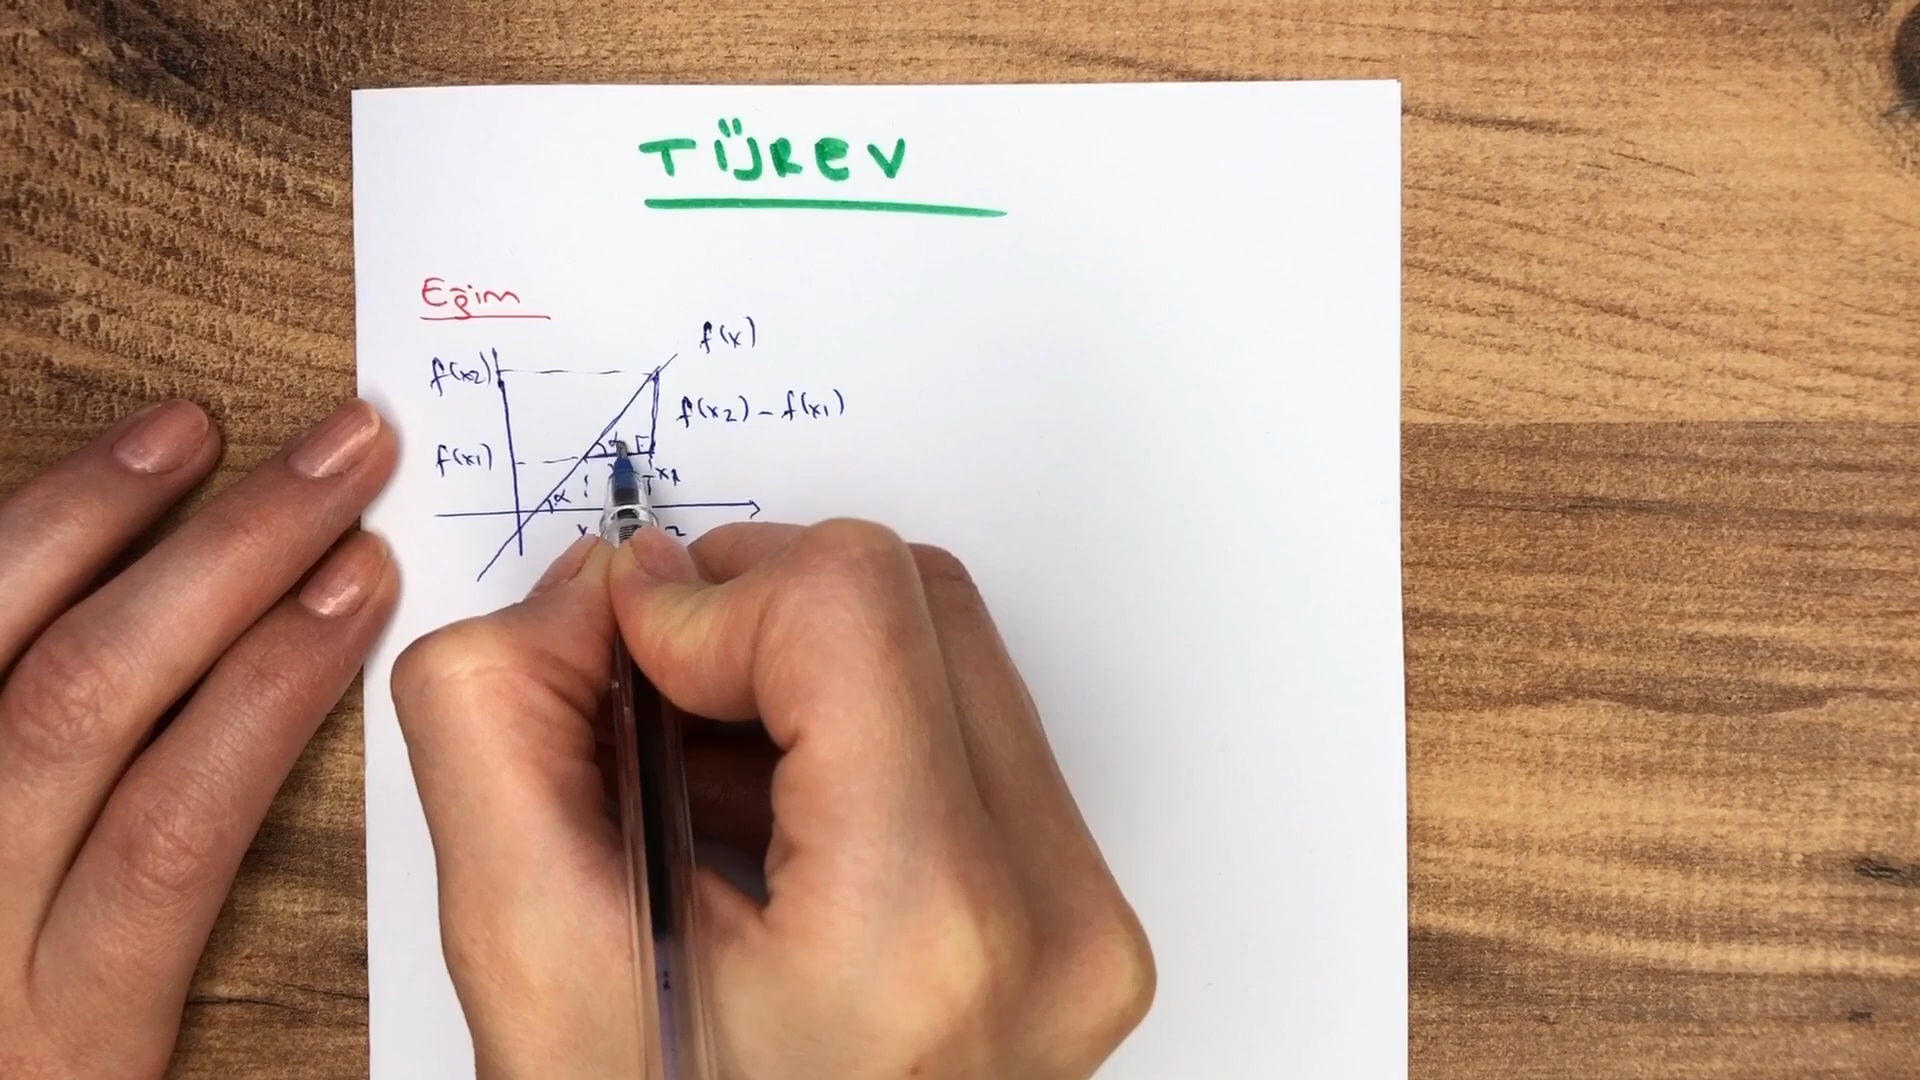 TÜREV
Eğim
f(x)
f(x2)
f(x2) - f(x1)
f(x1)
α